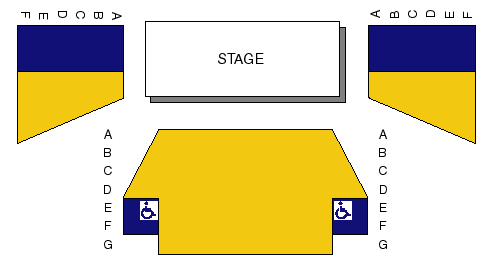 F E D C B A
A B C D E F
STAGE
A A
B B
C C
D D
E E
F F
G G